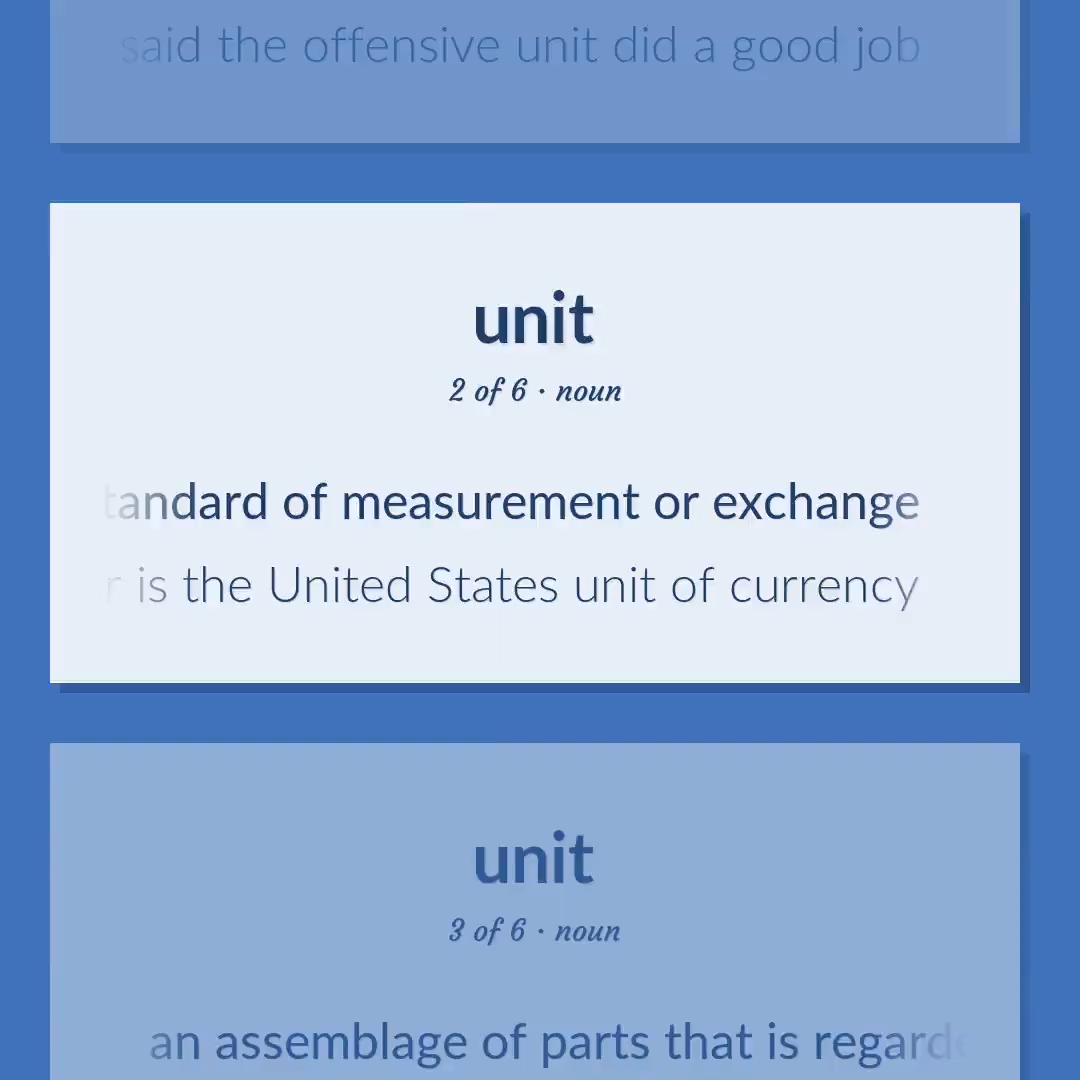 said the offensive unit did a good job
unit
2 of 6 · noun
tandard of measurement or exchange
r is the United States unit of currency
unit
3 of 6 · noun
an assemblage of parts that is regarde